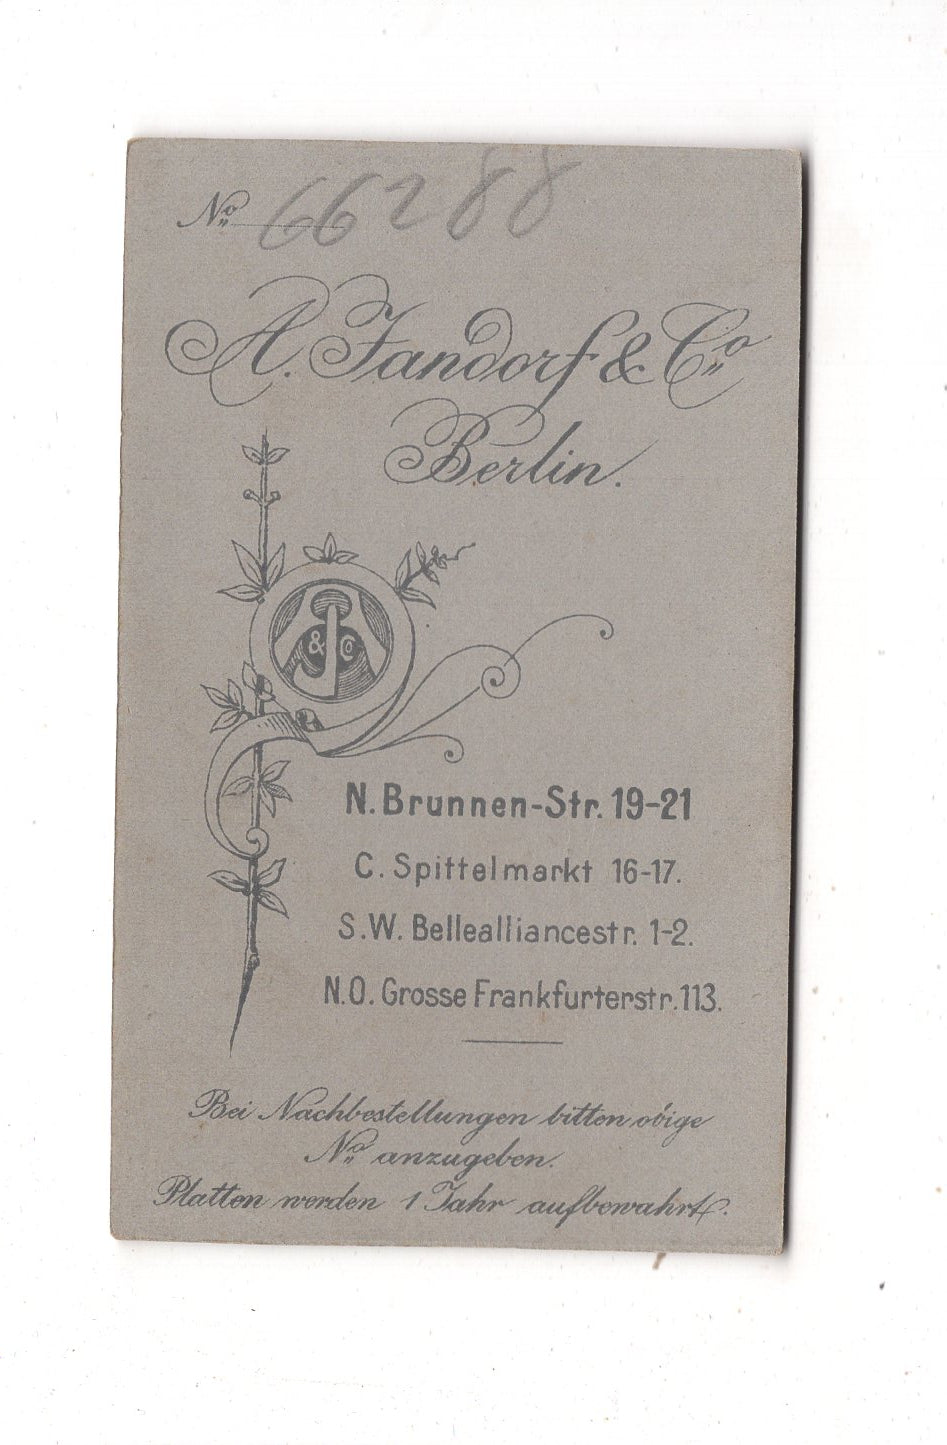 No 66288
A. Jandorf & Co
Berlin.
A J & Co
N. Brunnen-Str. 19-21
C. Spittelmarkt 16-17.
S.W. Bellealliancestr. 1-2.
N.O. Grosse Frankfurterstr. 113.
Bei Nachbestellungen bitten obige
No anzugeben.
Platten werden 1 Jahr aufbewahrt.